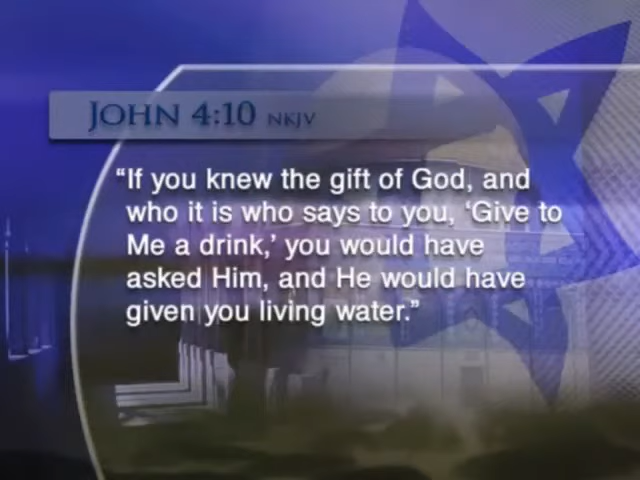 John 4:10 NKJV
“If you knew the gift of God, and
who it is who says to you, ‘Give to
Me a drink,’ you would have
asked Him, and He would have
given you living water.”